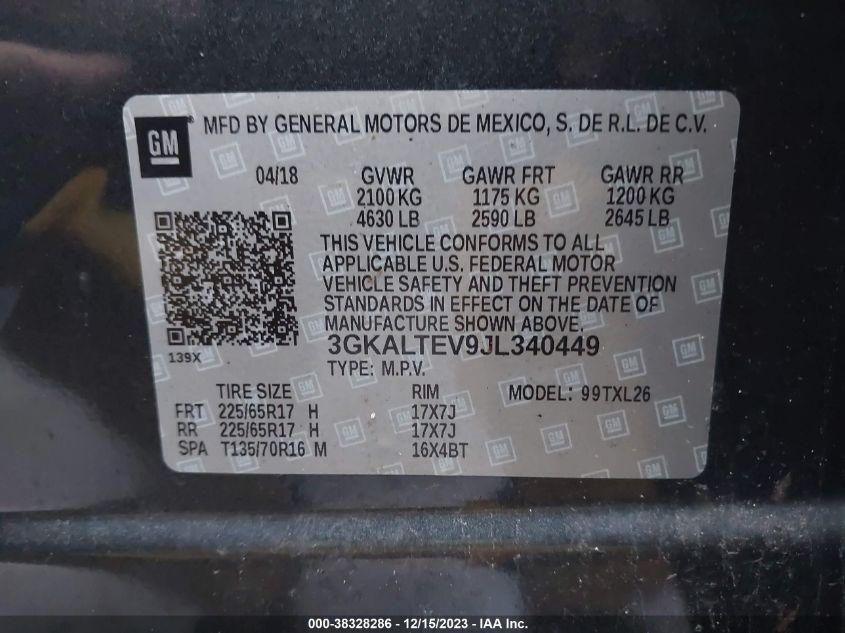 GM MFD BY GENERAL MOTORS DE MEXICO, S. DE R.L. DE C.V.
04/18 GVWR GAWR FRT GAWR RR
2100 KG 1175 KG 1200 KG
4630 LB 2590 LB 2645 LB
THIS VEHICLE CONFORMS TO ALL
APPLICABLE U.S. FEDERAL MOTOR
VEHICLE SAFETY AND THEFT PREVENTION
STANDARDS IN EFFECT ON THE DATE OF
MANUFACTURE SHOWN ABOVE.
139X
3GKALTEV9JL340449
TYPE: M.P.V.
TIRE SIZE RIM MODEL: 99TXL26
FRT 225/65R17 H 17X7J
RR 225/65R17 H 17X7J
SPA T135/70R16 M 16X4BT
000-38328286 - 12/15/2023 - IAA Inc.